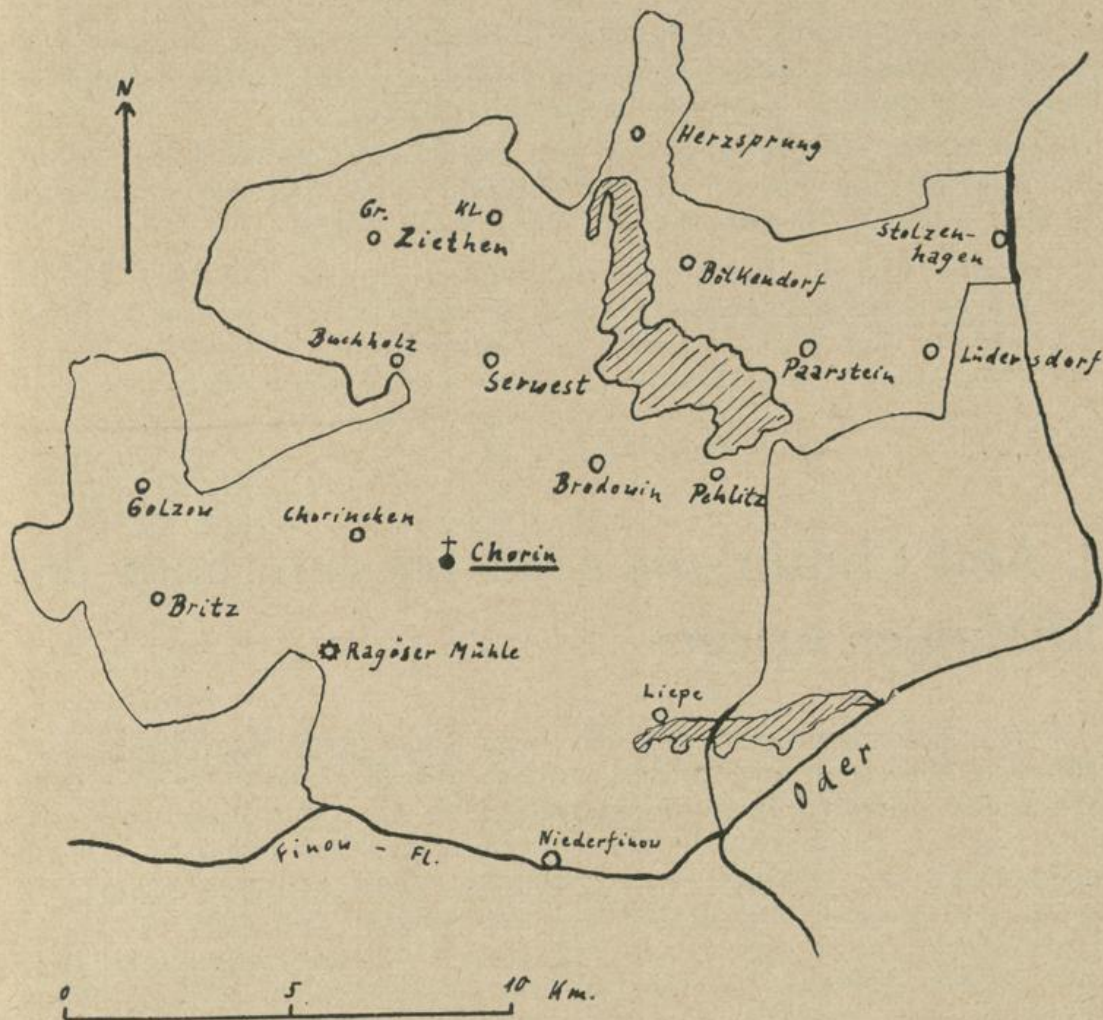 N
Herzsprung
Gr.
KL
Ziethen
Stolzen-
hagen
Bölkendorf
Buchholz
Serwest
Paarstein
Lüdersdorf
Golzow
Chorinchen
Brodowin
Pehlitz
Chorin
Britz
Ragöser Mühle
Liepe
Oder
Niederfinow
Finow - Fl.
0 5 10 Km.